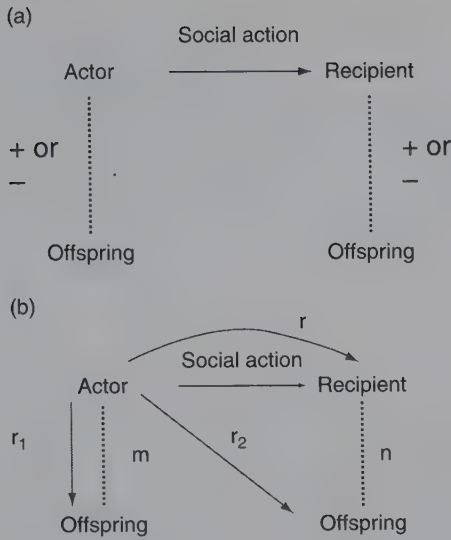 (a)
Social action
Actor Recipient
+ or + or
– –
Offspring Offspring
(b)
r
Social action
Actor Recipient
r1 m r2 n
Offspring Offspring